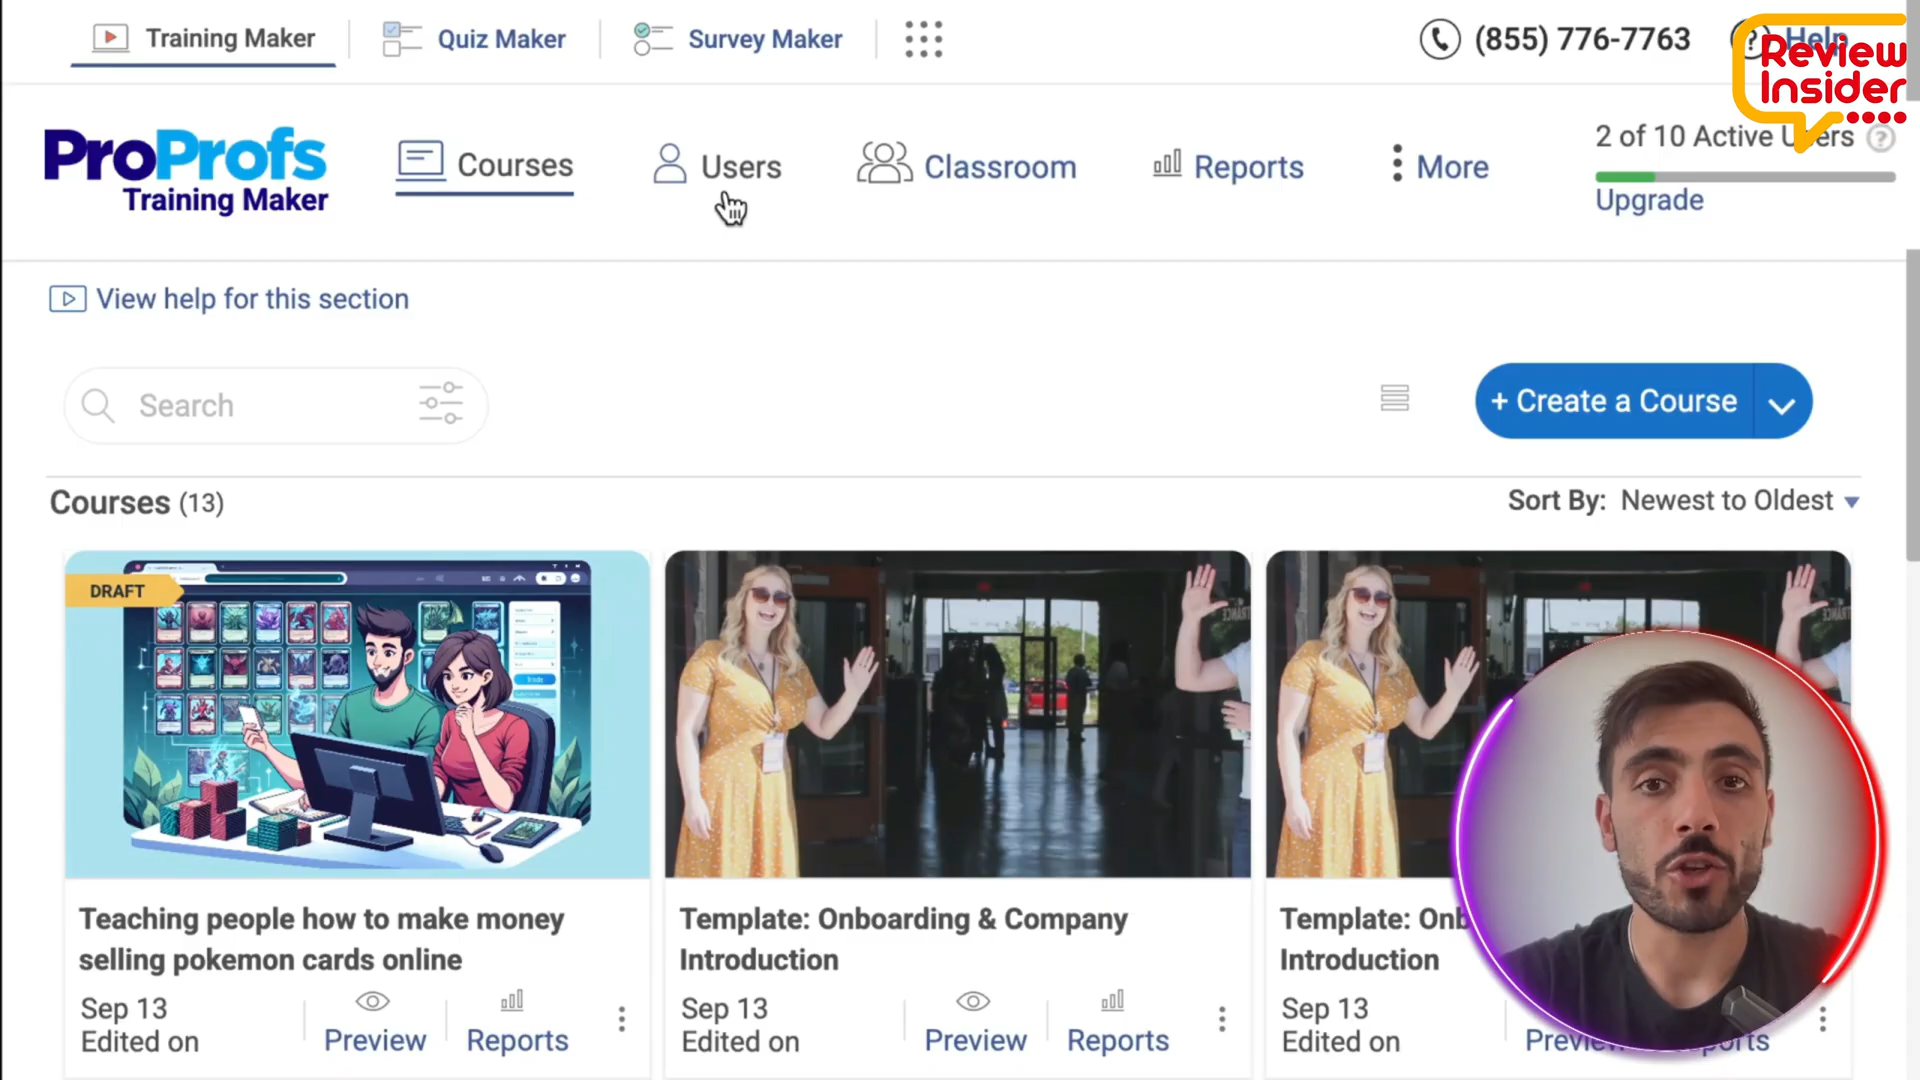 Training Maker
Quiz Maker
Survey Maker
(855) 776-7763
Help
Review
Insider
ProProfs
Training Maker
Courses
Users
Classroom
Reports
More
2 of 10 Active Users
Upgrade
View help for this section
Search
+ Create a Course
Courses (13)
Sort By: Newest to Oldest
DRAFT
Teaching people how to make money
selling pokemon cards online
Sep 13
Edited on
Preview
Reports
Template: Onboarding & Company
Introduction
Sep 13
Edited on
Preview
Reports
Template: Onb
Introduction
Sep 13
Edited on